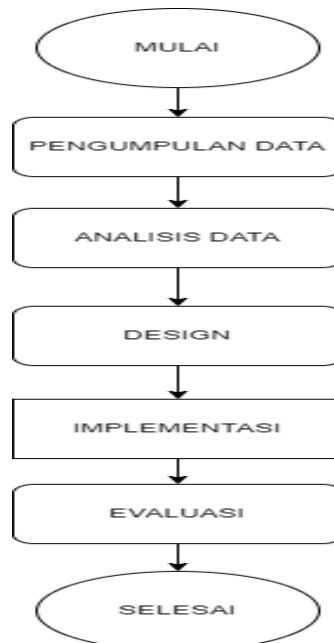 MULAI
PENGUMPULAN DATA
ANALISIS DATA
DESIGN
IMPLEMENTASI
EVALUASI
SELESAI